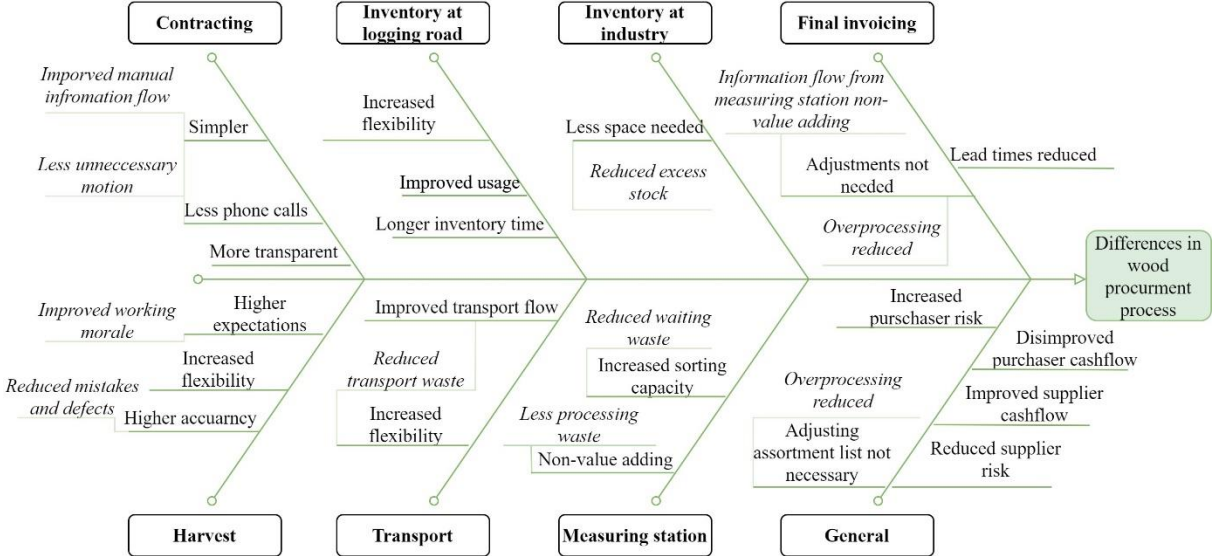 Contracting
Inventory at
logging road
Inventory at
industry
Final invoicing
Imporved manual
infromation flow
Simpler
Less unneccessary
motion
Less phone calls
More transparent
Increased
flexibility
Improved usage
Longer inventory time
Less space needed
Reduced excess
stock
Information flow from
measuring station non-
value adding
Adjustments not
needed
Overprocessing
reduced
Lead times reduced
Differences in
wood
procurment
process
Improved working
morale
Higher
expectations
Increased
flexibility
Reduced mistakes
and defects
Higher accuarncy
Improved transport flow
Reduced
transport waste
Increased
flexibility
Reduced waiting
waste
Increased sorting
capacity
Less processing
waste
Non-value adding
Increased
purschaser risk
Disimproved
purchaser cashflow
Overprocessing
reduced
Improved supplier
cashflow
Adjusting
assortment list not
necessary
Reduced supplier
risk
Harvest
Transport
Measuring station
General